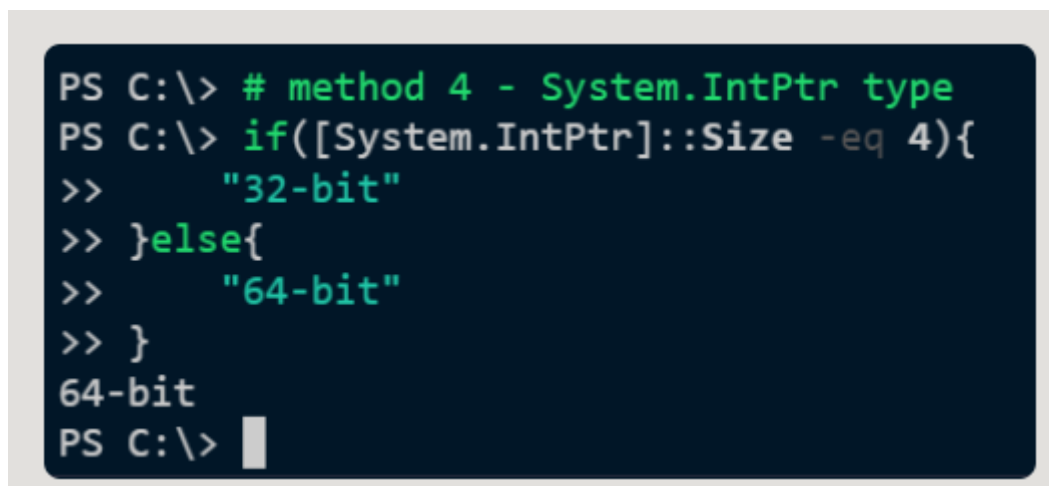 PS C:\> # method 4 - System.IntPtr type
PS C:\> if([System.IntPtr]::Size -eq 4){
>>     "32-bit"
>> }else{
>>     "64-bit"
>> }
64-bit
PS C:\>